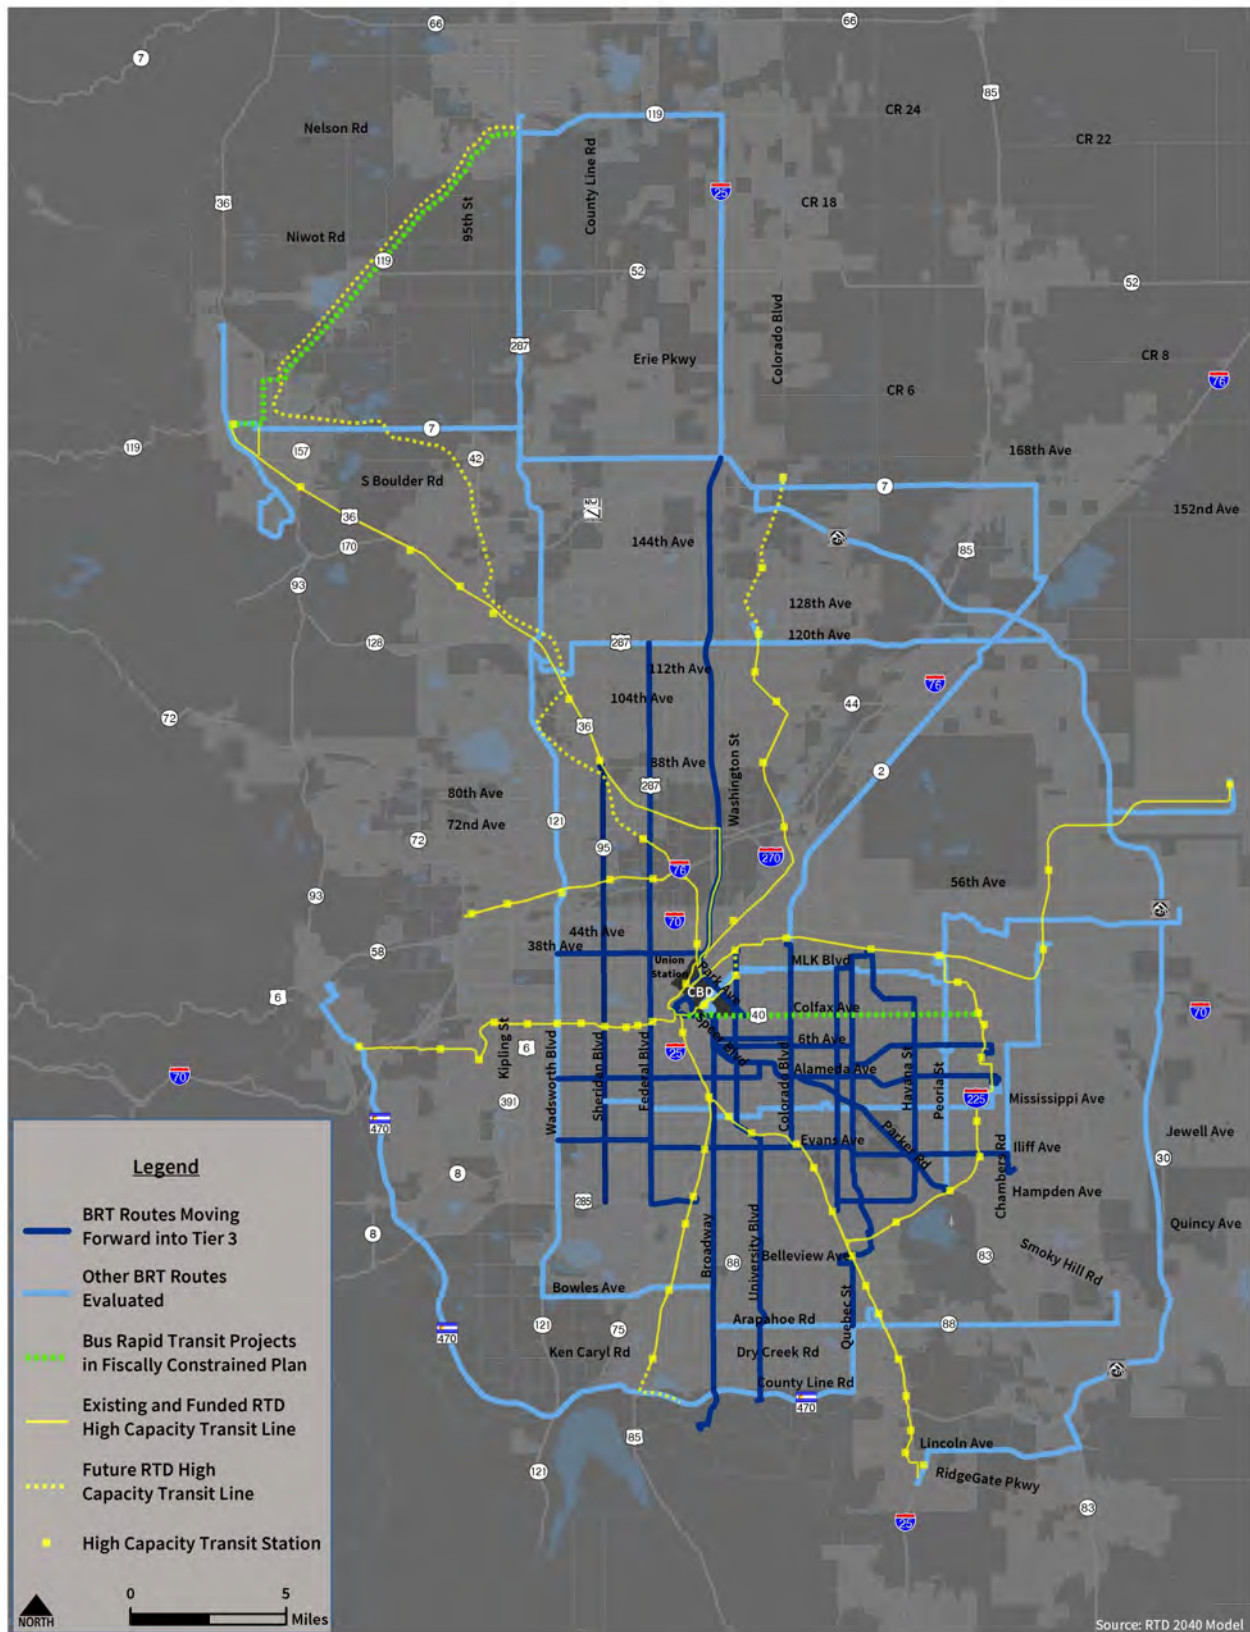 66
66
7
85
119
CR 24
Nelson Rd
CR 22
County Line Rd
25
36
CR 18
95th St
Niwot Rd
119
52
52
Colorado Blvd
287
Erie Pkwy
CR 8
76
CR 6
7
119
157
42
168th Ave
S Boulder Rd
7
36
152nd Ave
144th Ave
170
85
93
128th Ave
120th Ave
128
287
112th Ave
76
104th Ave
44
72
36
Washington St
88th Ave
2
287
80th Ave
121
72nd Ave
72
95
270
76
56th Ave
93
70
44th Ave
38th Ave
58
Union
Station
MLK Blvd
Park Ave
CBD
6
Colfax Ave
40
70
Speer Blvd
6th Ave
Kipling St
6
25
Wadsworth Blvd
Sheridan Blvd
Federal Blvd
Colorado Blvd
Alameda Ave
Havana St
Peoria St
70
391
225
Mississippi Ave
470
Evans Ave
Parker Rd
Chambers Rd
Iliff Ave
Jewell Ave
30
8
Hampden Ave
285
Quincy Ave
8
Broadway
University Blvd
88
Belleview Ave
83
Smoky Hill Rd
Bowles Ave
Quebec St
121
75
Arapahoe Rd
88
470
Ken Caryl Rd
Dry Creek Rd
County Line Rd
470
85
Lincoln Ave
121
RidgeGate Pkwy
83
25
Legend
BRT Routes Moving
Forward into Tier 3
Other BRT Routes
Evaluated
Bus Rapid Transit Projects
in Fiscally Constrained Plan
Existing and Funded RTD
High Capacity Transit Line
Future RTD High
Capacity Transit Line
High Capacity Transit Station
NORTH
0
5
Miles
Source: RTD 2040 Model